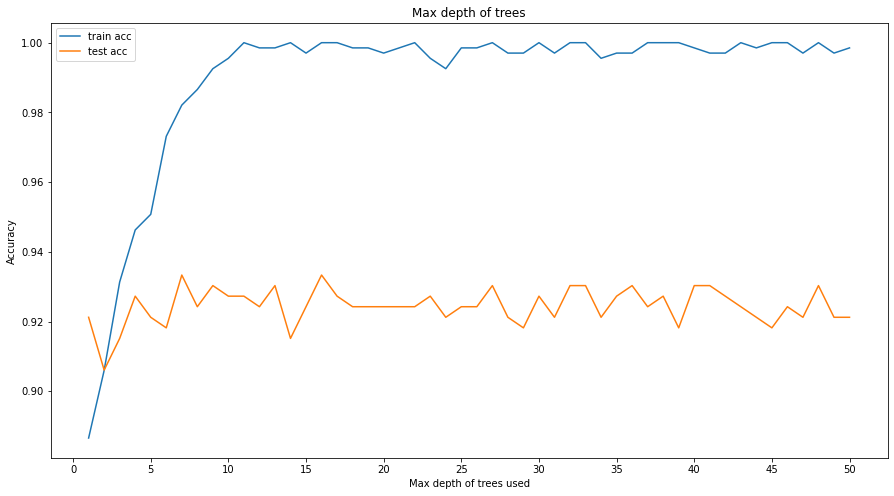 Max depth of trees
train acc
test acc
1.00
0.98
0.96
0.94
0.92
0.90
Accuracy
0 5 10 15 20 25 30 35 40 45 50
Max depth of trees used